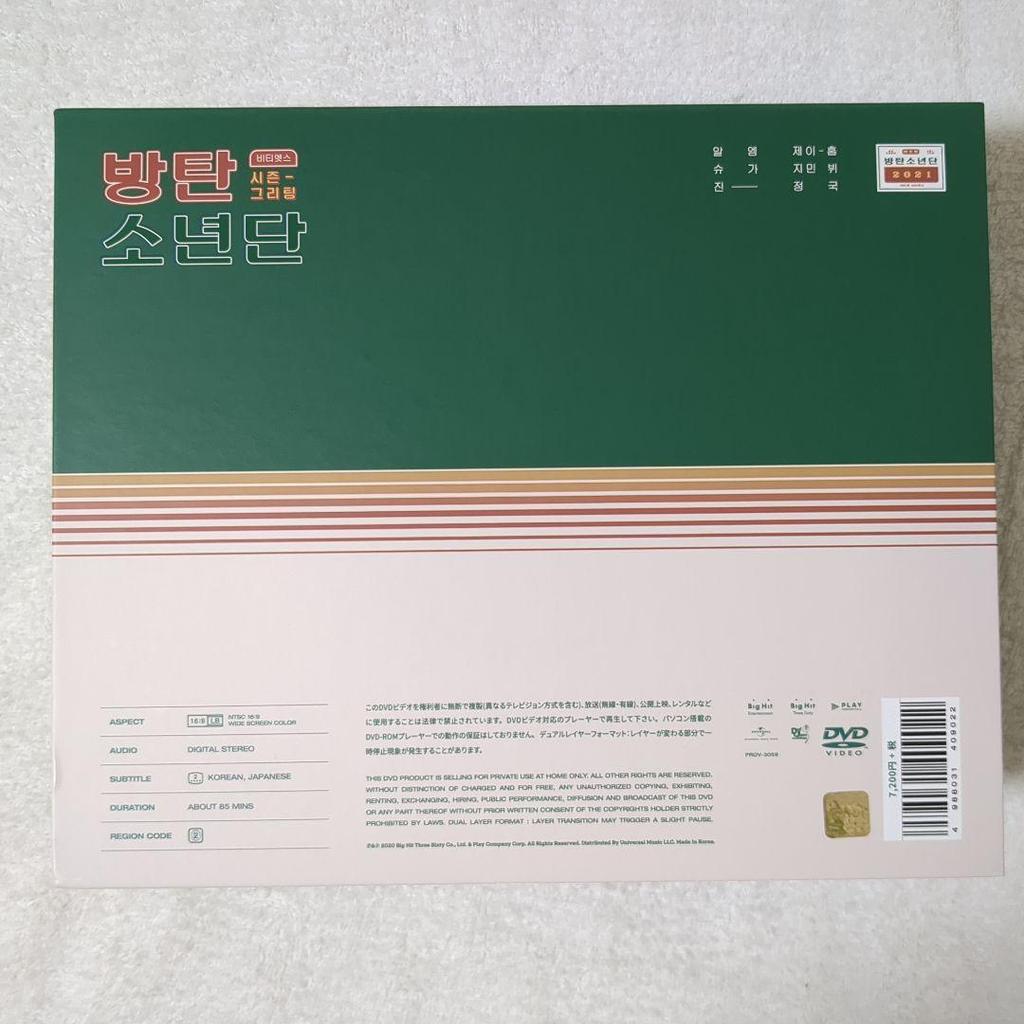 방탄
소년단
비티엣스
시즌-
그리팅
알 엠 제이-홉
슈 가 지민 뷔
진 — 정 국
방탄소년단
2021
ASPECT 16:9 LB NTSC 16:9
WIDE SCREEN COLOR
AUDIO DIGITAL STEREO
SUBTITLE 2 KOREAN, JAPANESE
DURATION ABOUT 85 MINS
REGION CODE 2
このDVDビデオを権利者に無断で複製(異なるテレビジョン方式を含む)、放送(無線・有線)、公開上映、レンタルなど
に使用することは法律で禁止されています。DVDビデオ対応のプレーヤーで再生して下さい。パソコン搭載の
DVD-ROMプレーヤーでの動作の保証はしておりません。デュアルレイヤーフォーマット:レイヤーが変わる部分で一
時停止現象が発生することがあります。
THIS DVD PRODUCT IS SELLING FOR PRIVATE USE AT HOME ONLY. ALL OTHER RIGHTS ARE RESERVED.
WITHOUT DISTINCTION OF CHARGED AND FOR FREE, ANY UNAUTHORIZED COPYING, EXHIBITING,
RENTING, EXCHANGING, HIRING, PUBLIC PERFORMANCE, DIFFUSION AND BROADCAST OF THIS DVD
OR ANY PART THEREOF WITHOUT PRIOR WRITTEN CONSENT OF THE COPYRIGHTS HOLDER STRICTLY
PROHIBITED BY LAWS. DUAL LAYER FORMAT : LAYER TRANSITION MAY TRIGGER A SLIGHT PAUSE.
℗&© 2020 Big Hit Three Sixty Co., Ltd. & Play Company Corp. All Rights Reserved. Distributed By Universal Music LLC. Made in Korea.
Big Hit
Entertainment
Big Hit
Three Sixty
PLAY
UNIVERSAL
DVD
VIDEO
PROV-3058
7,200円+税
4 988031 409022